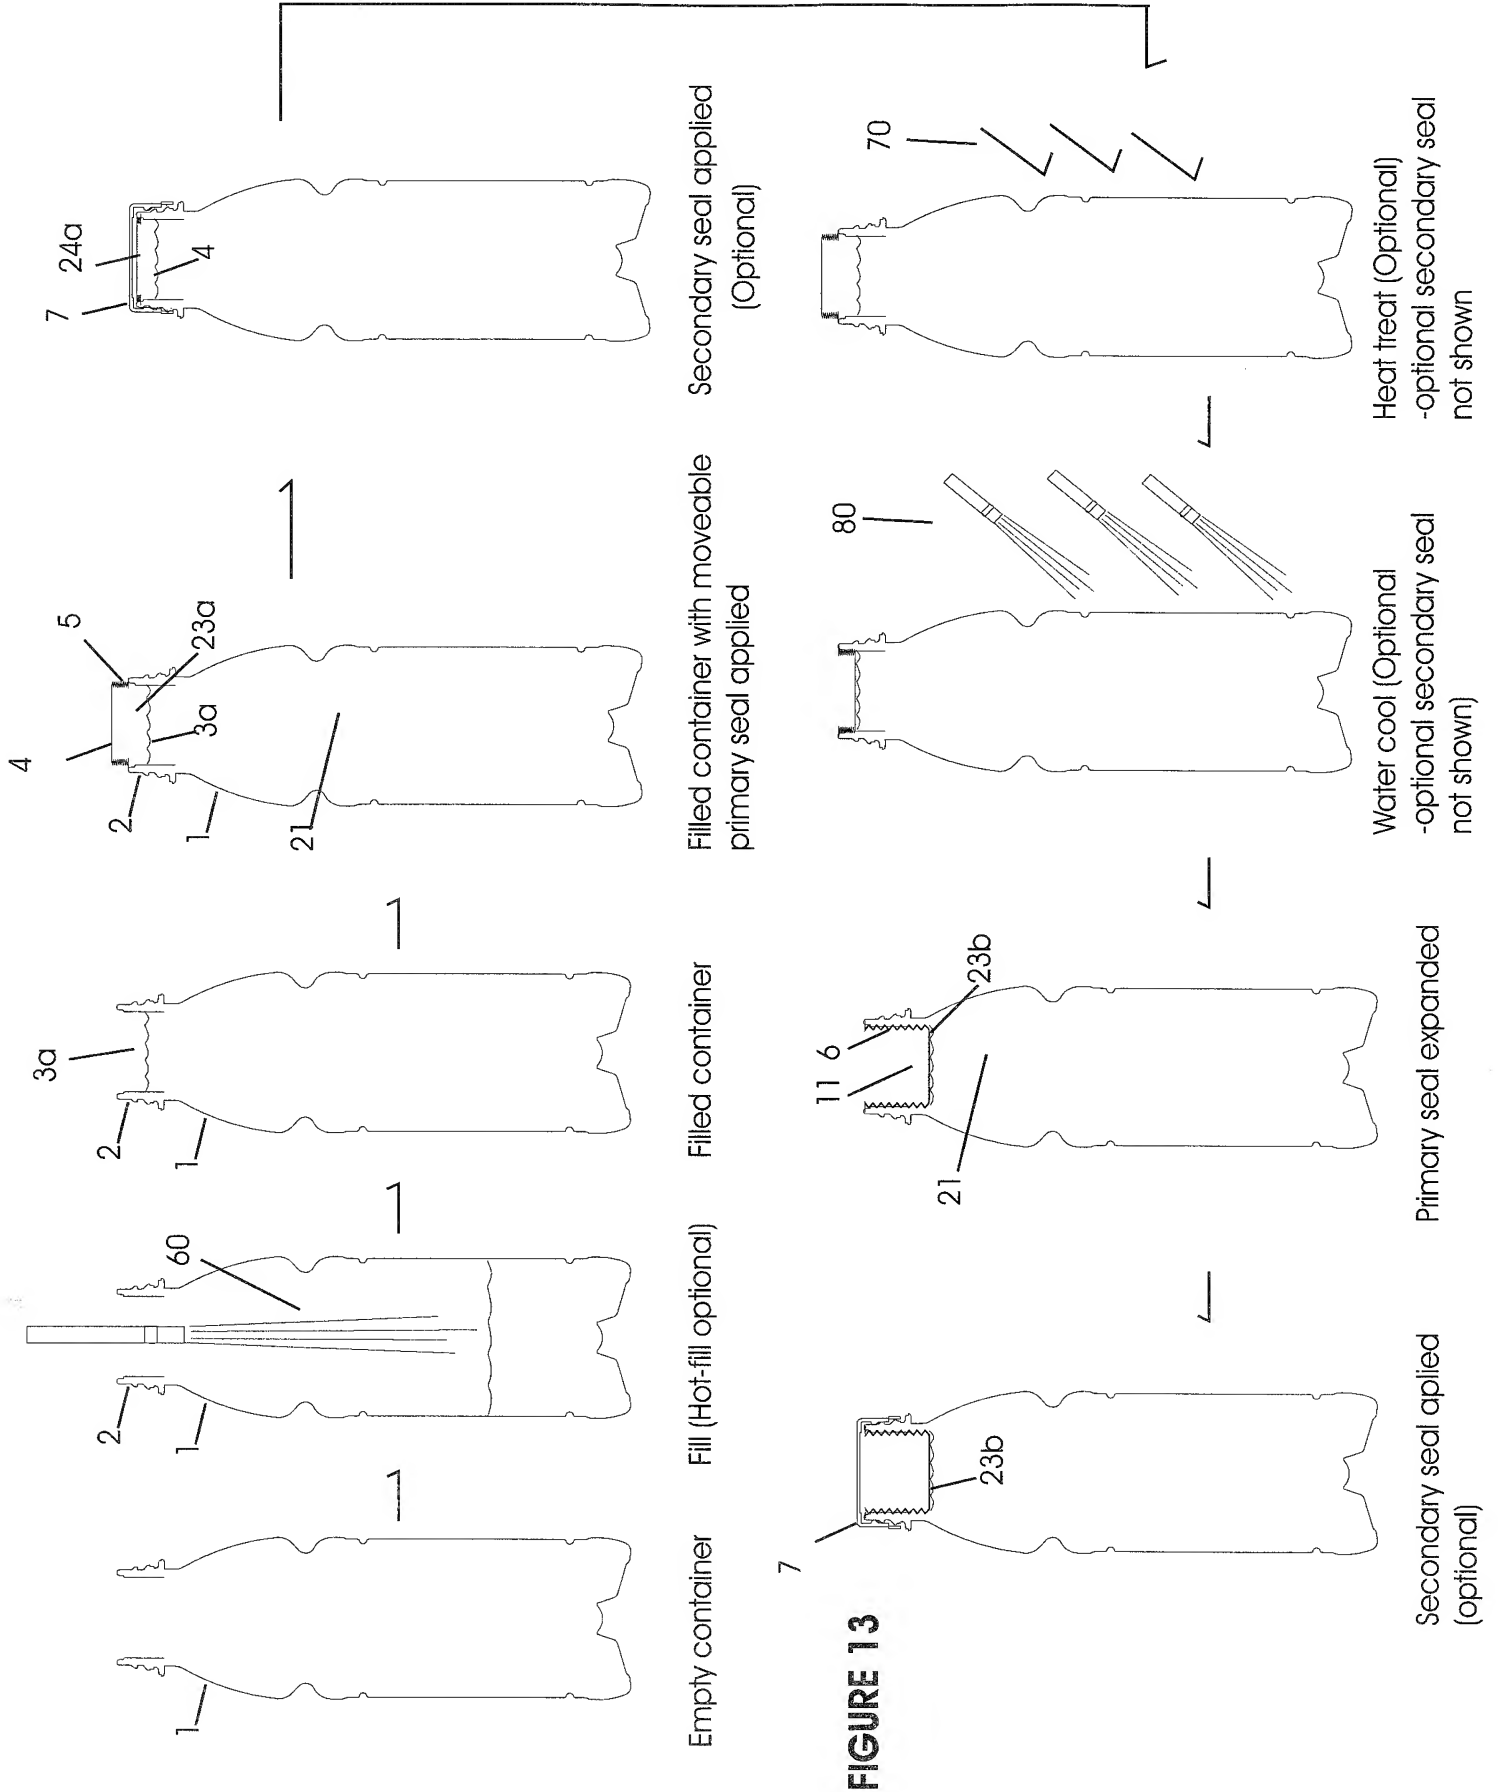 1
Empty container
2
1
60
Fill (Hot-fill optional)
3a
2
1
Filled container
4
5
2
23a
3a
1
21
Filled container with moveable
primary seal applied
7
24a
4
Secondary seal applied
(Optional)
70
Heat treat (Optional)
-optional secondary seal
not shown
80
Water cool (Optional
-optional secondary seal
not shown)
11
6
23b
21
Primary seal expanded
7
23b
Secondary seal aplied
(optional)
FIGURE 13